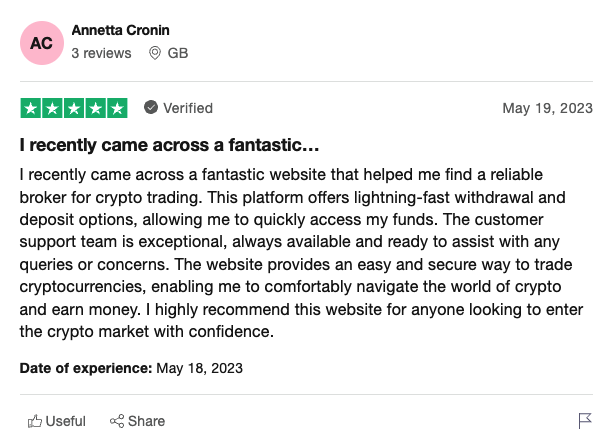 AC
Annetta Cronin
3 reviews GB
Verified
May 19, 2023
I recently came across a fantastic...
I recently came across a fantastic website that helped me find a reliable
broker for crypto trading. This platform offers lightning-fast withdrawal and
deposit options, allowing me to quickly access my funds. The customer
support team is exceptional, always available and ready to assist with any
queries or concerns. The website provides an easy and secure way to trade
cryptocurrencies, enabling me to comfortably navigate the world of crypto
and earn money. I highly recommend this website for anyone looking to enter
the crypto market with confidence.
Date of experience: May 18, 2023
Useful Share